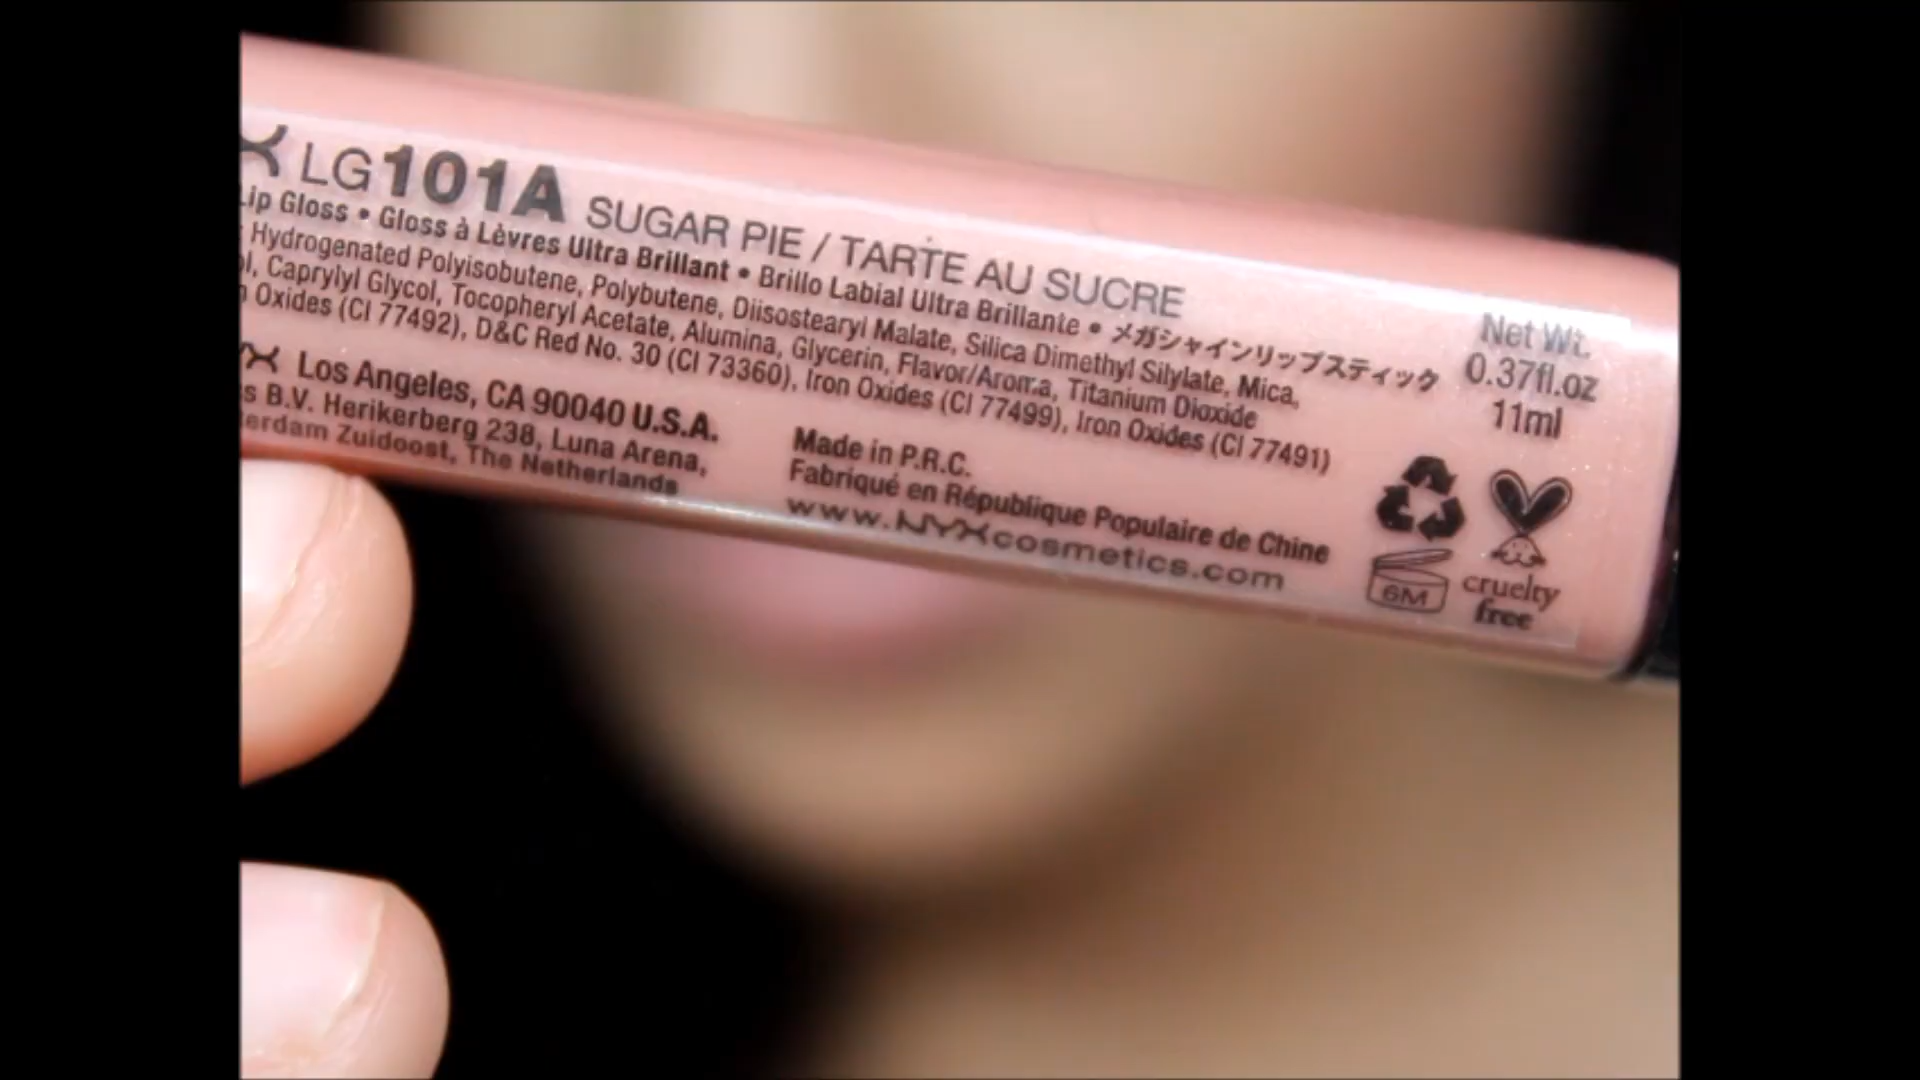 LG101A SUGAR PIE / TARTE AU SUCRE
Lip Gloss • Gloss à Lèvres Ultra Brillant • Brillo Labial Ultra Brillante • メガシャインリップスティック
Hydrogenated Polyisobutene, Polybutene, Diisostearyl Malate, Silica Dimethyl Silylate, Mica,
Caprylyl Glycol, Tocopheryl Acetate, Alumina, Glycerin, Flavor/Aroma, Titanium Dioxide
Oxides (CI 77492), D&C Red No. 30 (CI 73360), Iron Oxides (CI 77499), Iron Oxides (CI 77491)
Los Angeles, CA 90040 U.S.A.
B.V. Herikerberg 238, Luna Arena,
Zuidoost, The Netherlands
Made in P.R.C.
Fabriqué en République Populaire de Chine
www.NYXcosmetics.com
Net Wt.
0.37fl.oz
11ml
6M
cruelty
free